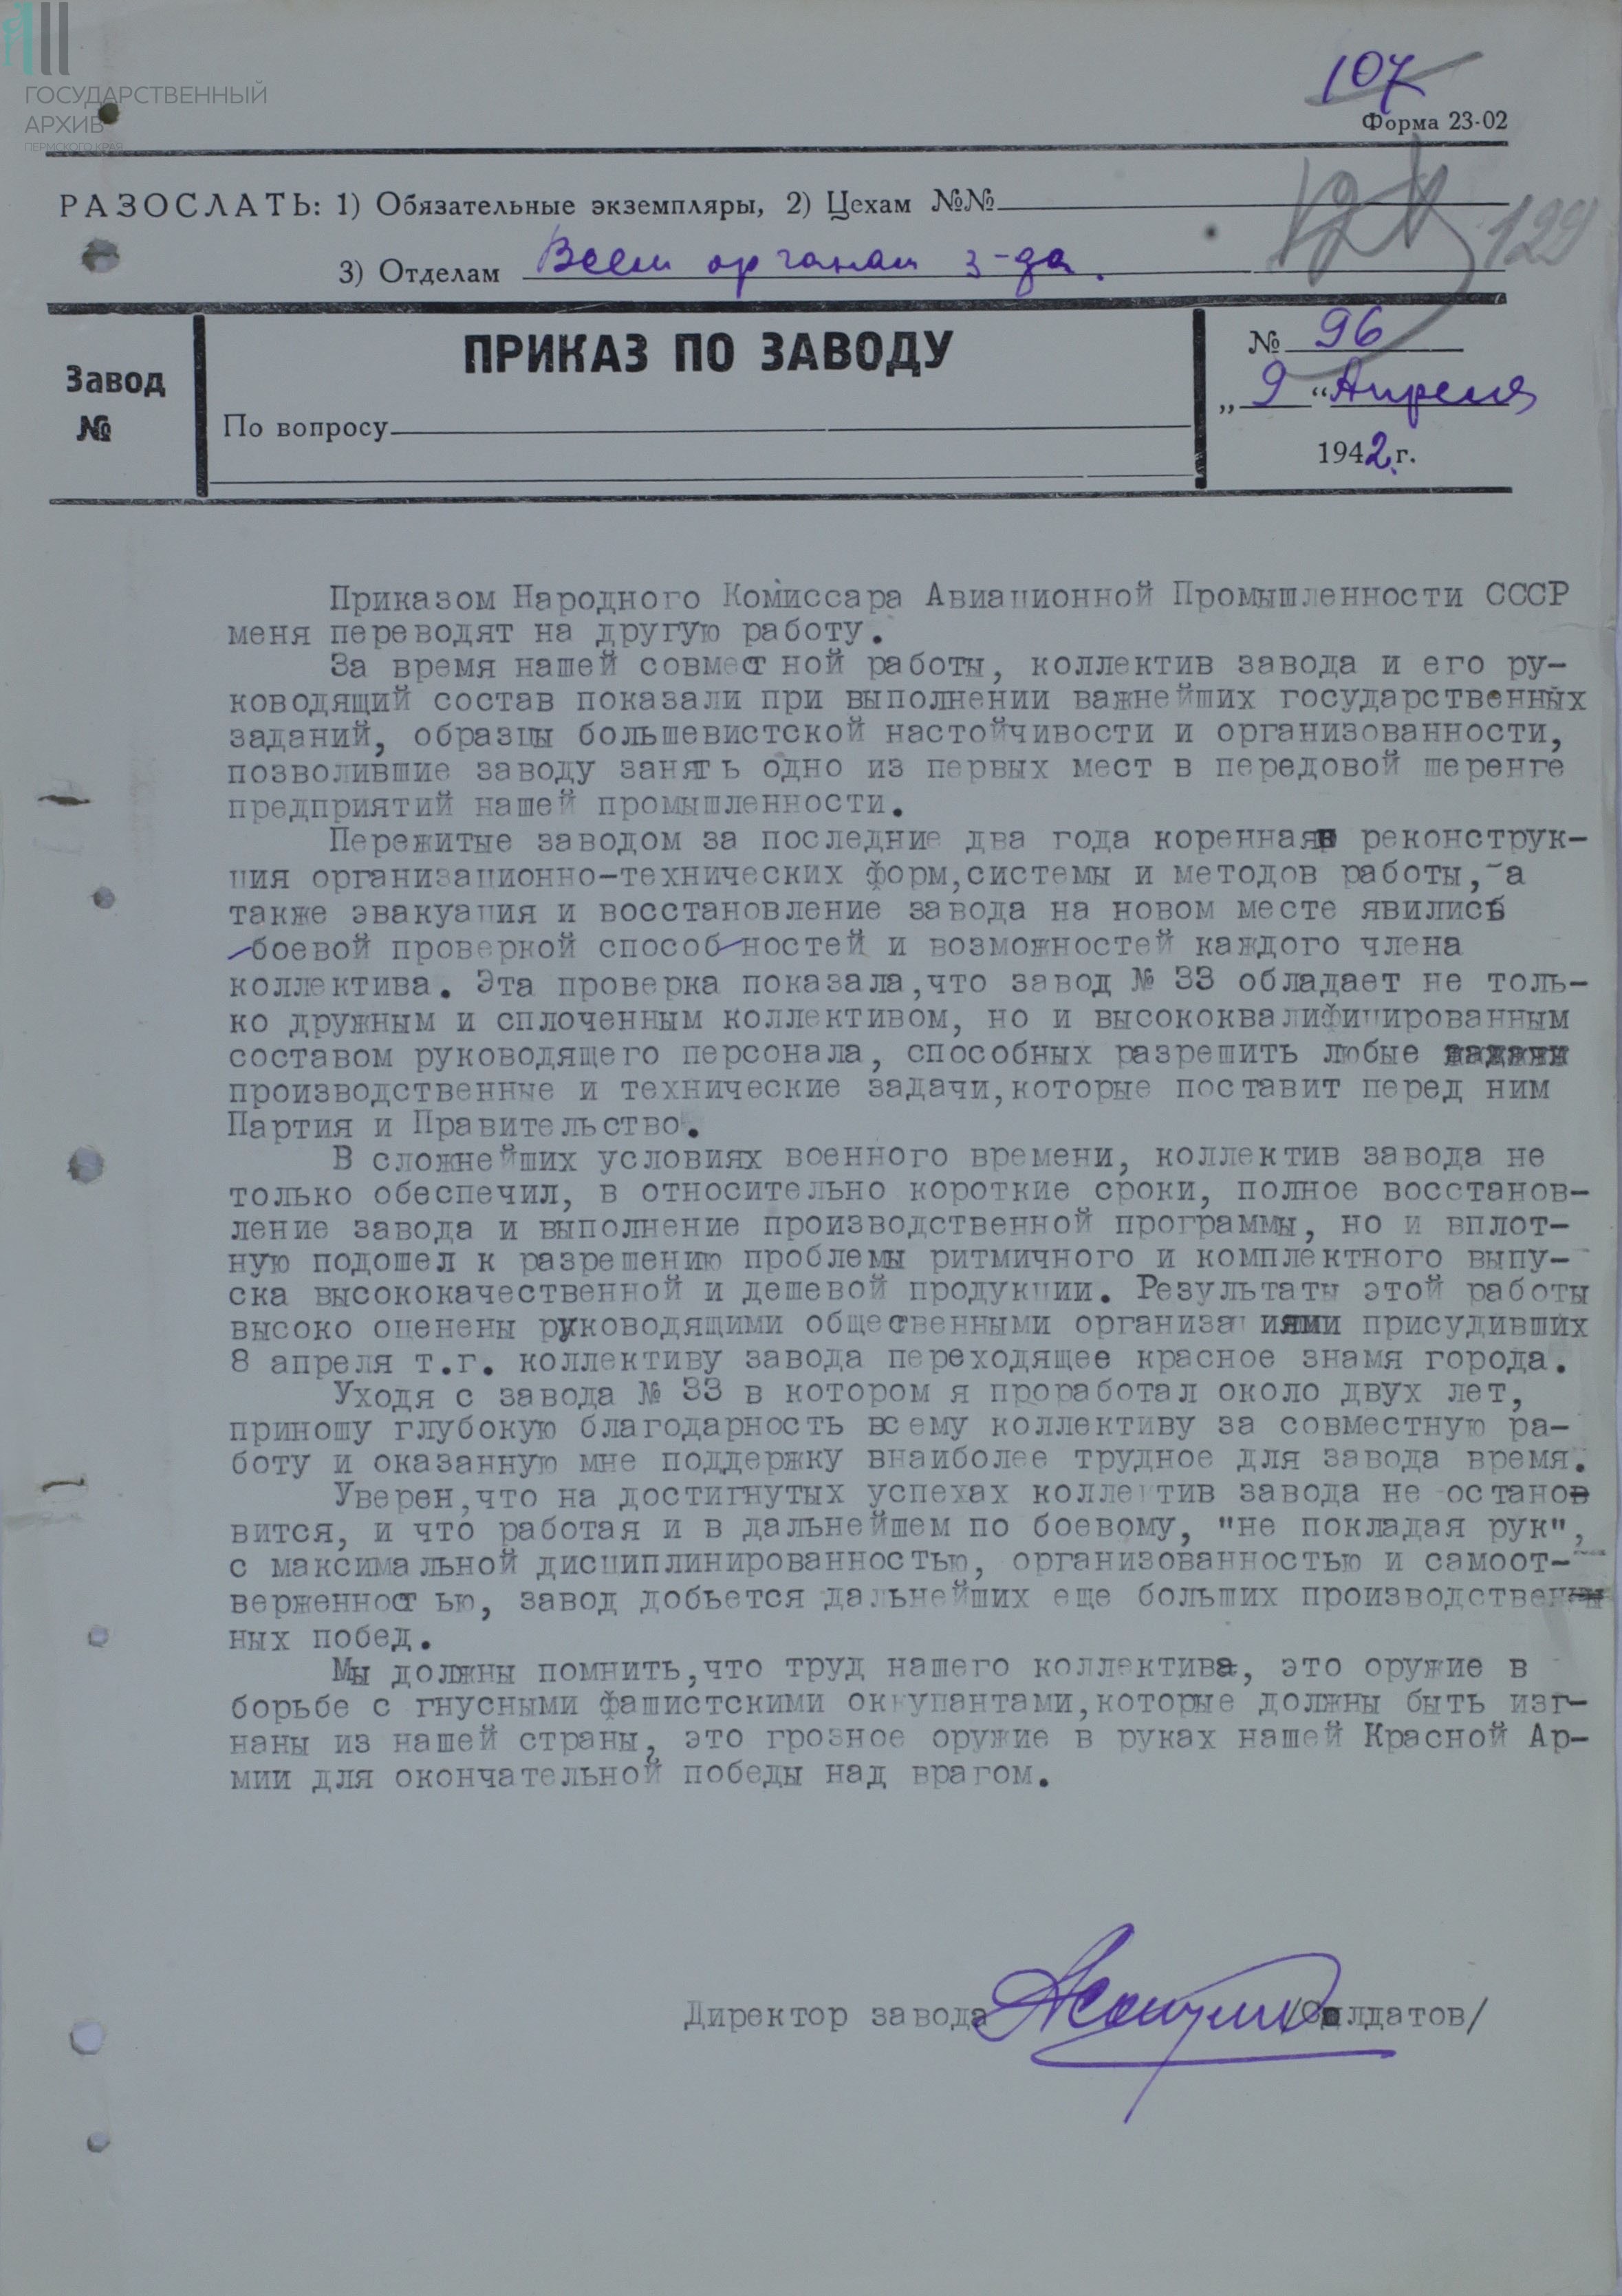 ГОСУДАРСТВЕННЫЙ
АРХИВ
ПЕРМСКОГО КРАЯ
107
Форма 23-02
РАЗОСЛАТЬ: 1) Обязательные экземпляры, 2) Цехам №№
129
3) Отделам Всем органам з-да.
Завод
№
ПРИКАЗ ПО ЗАВОДУ
По вопросу
№ 96
„ 9 “ Апреля
1942 г.
Приказом Народного Комиссара Авиационной Промышленности СССР
меня переводят на другую работу.
За время нашей совместной работы, коллектив завода и его ру-
ководящий состав показали при выполнении важнейших государственных
заданий, образцы большевистской настойчивости и организованности,
позволившие заводу занять одно из первых мест в передовой шеренге
предприятий нашей промышленности.
Пережитые заводом за последние два года коренная реконструк-
ция организационно-технических форм,системы и методов работы, а
также эвакуация и восстановление завода на новом месте явились
боевой проверкой способностей и возможностей каждого члена
коллектива. Эта проверка показала,что завод № 33 обладает не толь-
ко дружным и сплоченным коллективом, но и высококвалифицированным
составом руководящего персонала, способных разрешить любые
производственные и технические задачи,которые поставит перед ним
Партия и Правительство.
В сложнейших условиях военного времени, коллектив завода не
только обеспечил, в относительно короткие сроки, полное восстанов-
ление завода и выполнение производственной программы, но и вплот-
ную подошел к разрешению проблемы ритмичного и комплектного выпу-
ска высококачественной и дешевой продукции. Результаты этой работы
высоко оценены руководящими общественными организациями присудивших
8 апреля т.г. коллективу завода переходящее красное знамя города.
Уходя с завода № 33 в котором я проработал около двух лет,
приношу глубокую благодарность всему коллективу за совместную ра-
боту и оказанную мне поддержку внаиболее трудное для завода время.
Уверен,что на достигнутых успехах коллектив завода не остано
вится, и что работая и в дальнейшем по боевому, "не покладая рук",
с максимальной дисциплинированностью, организованностью и самоот-
верженностью, завод добьется дальнейших еще больших производствен
ных побед.
Мы должны помнить,что труд нашего коллектива, это оружие в
борьбе с гнусными фашистскими оккупантами,которые должны быть изг-
наны из нашей страны, это грозное оружие в руках нашей Красной Ар-
мии для окончательной победы над врагом.
Директор завода /Солдатов/